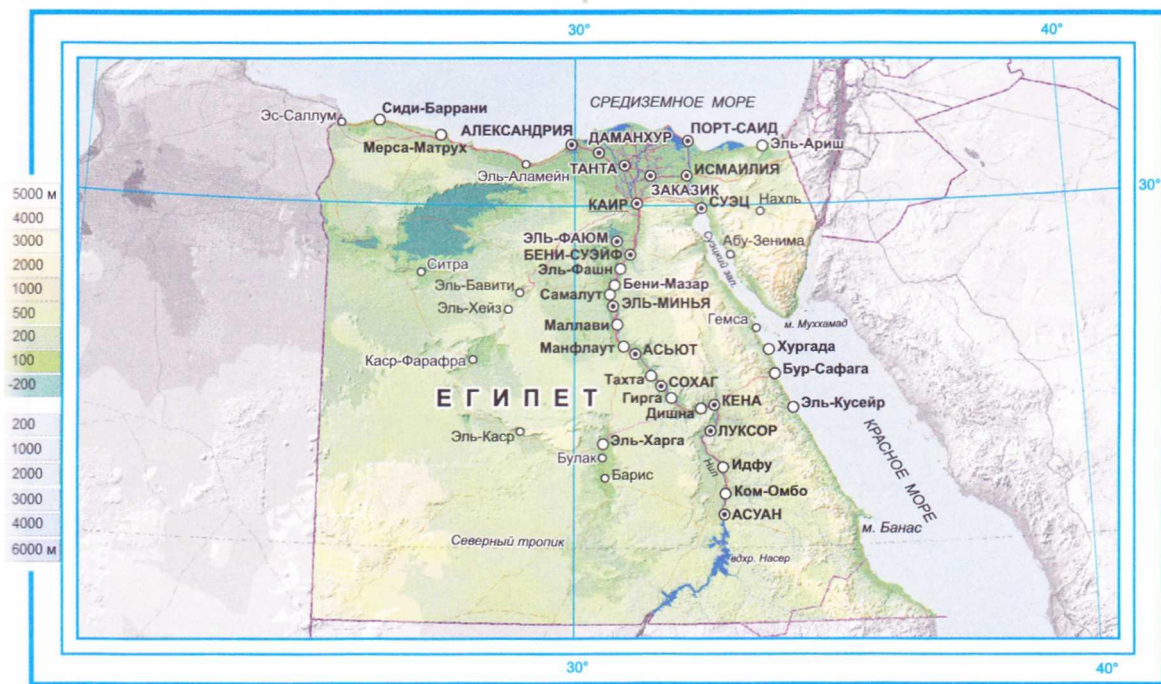 30°
40°
СРЕДИЗЕМНОЕ МОРЕ
Сиди-Баррани
Эс-Саллум
АЛЕКСАНДРИЯ
ДАМАНХУР
ПОРТ-САИД
Мерса-Матрух
Эль-Ариш
ТАНТА
ИСМАИЛИЯ
Эль-Аламейн
ЗАКАЗИК
30°
5000 м
4000
3000
2000
1000
500
200
100
-200
200
1000
2000
3000
4000
6000 м
КАИР
СУЭЦ
Нахль
ЭЛЬ-ФАЮМ
Абу-Зенима
БЕНИ-СУЭЙФ
Суэцкий зал.
Ситра
Эль-Фашн
Эль-Бавити
Бени-Мазар
Самалут
ЭЛЬ-МИНЬЯ
Эль-Хейз
Гемса
м. Муххамад
Маллави
Манфлаут
АСЬЮТ
Хургада
Каср-Фарафра
Бур-Сафага
Тахта
СОХАГ
ЕГИПЕТ
Гирга
Дишна
КЕНА
Эль-Кусейр
Эль-Каср
ЛУКСОР
КРАСНОЕ МОРЕ
Эль-Харга
Булак
Нил
Идфу
Барис
Ком-Омбо
АСУАН
м. Банас
Северный тропик
вдхр. Насер
30°
40°